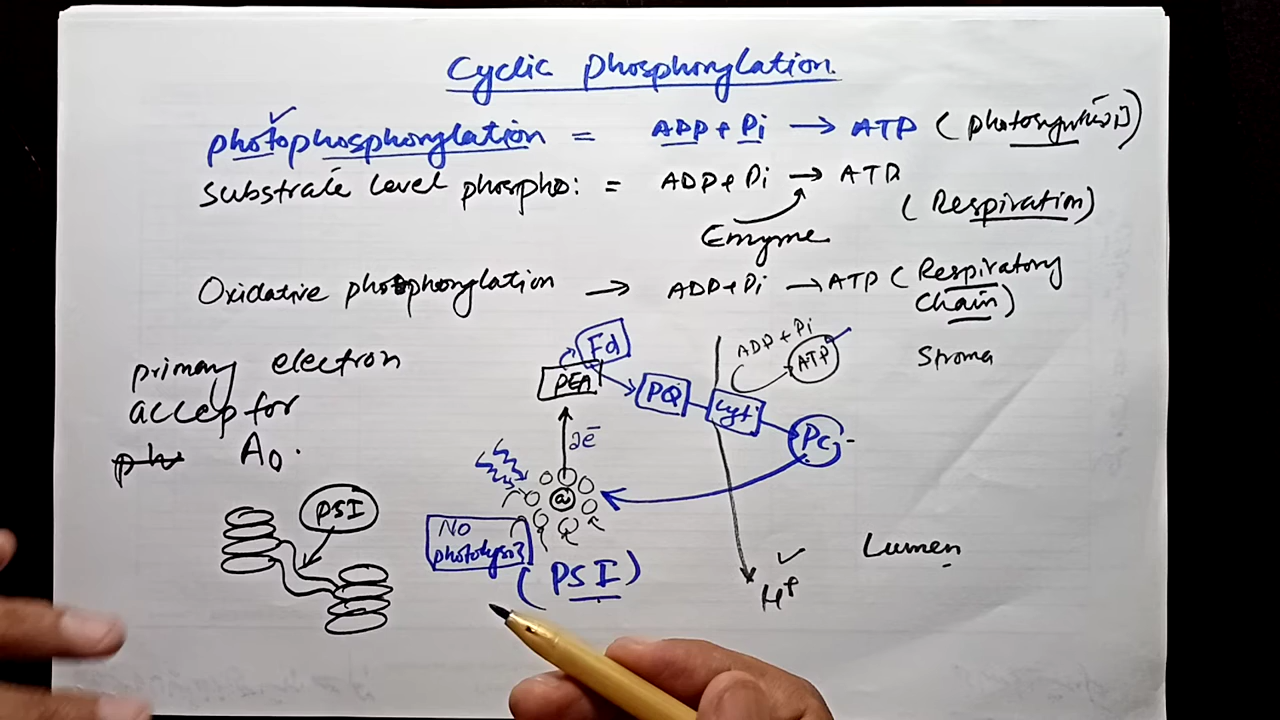 Cyclic phosphorylation.
photophosphorylation = ADP + Pi → ATP (photosynthesis)
Substrate level phospho: = ADP + Pi → ATP
(Respiration)
Enzyme
Oxidative phosphorylation → ADP + Pi → ATP (Respiratory
chain)
ADP + Pi
ATP
Stroma
Fd
primary electron
acceptor
A0.
PEA
PQ
Cyt
Pc
2e-
a
PSI
No
photolysis
(PSI)
Lumen
H+